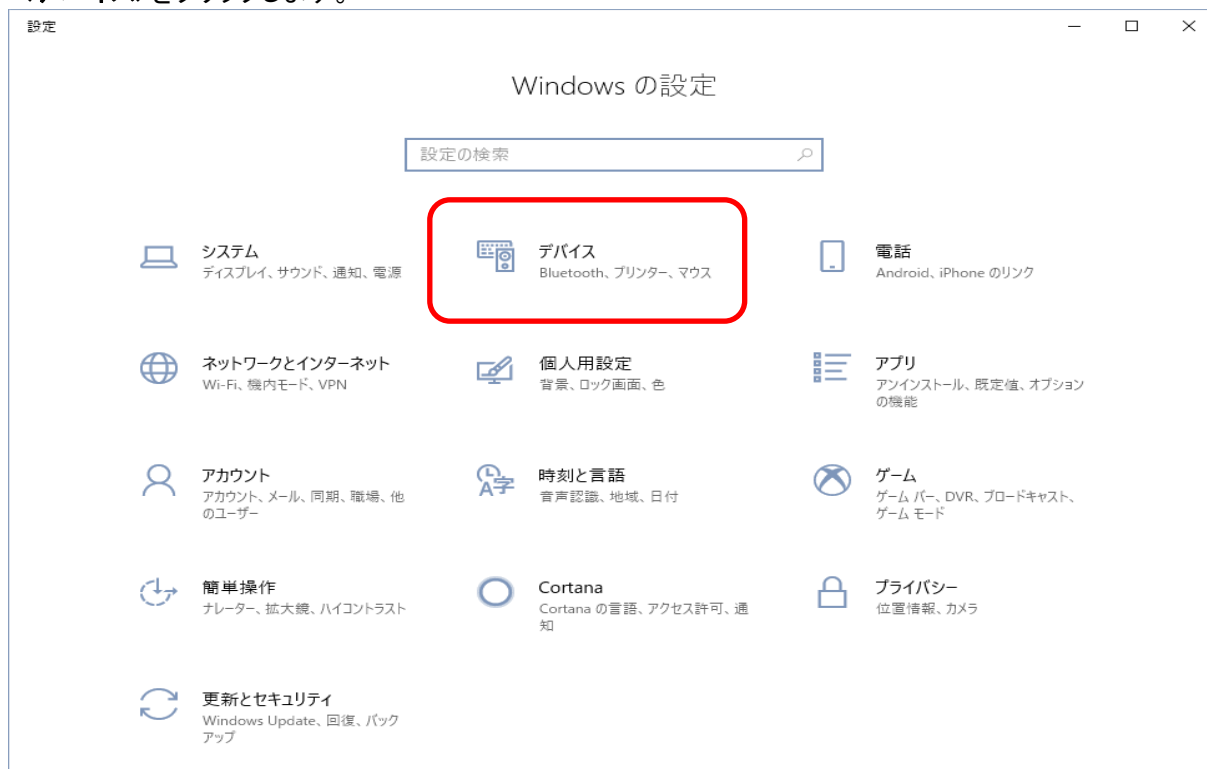 をクリックします。
設定
Windows の設定
設定の検索
システム
ディスプレイ、サウンド、通知、電源
デバイス
Bluetooth、プリンター、マウス
電話
Android、iPhone のリンク
ネットワークとインターネット
Wi-Fi、機内モード、VPN
個人用設定
背景、ロック画面、色
アプリ
アンインストール、既定値、オプション
の機能
アカウント
アカウント、メール、同期、職場、他
のユーザー
時刻と言語
音声認識、地域、日付
ゲーム
ゲーム バー、DVR、ブロードキャスト、
ゲーム モード
簡単操作
ナレーター、拡大鏡、ハイコントラスト
Cortana
Cortana の言語、アクセス許可、通
知
プライバシー
位置情報、カメラ
更新とセキュリティ
Windows Update、回復、バック
アップ